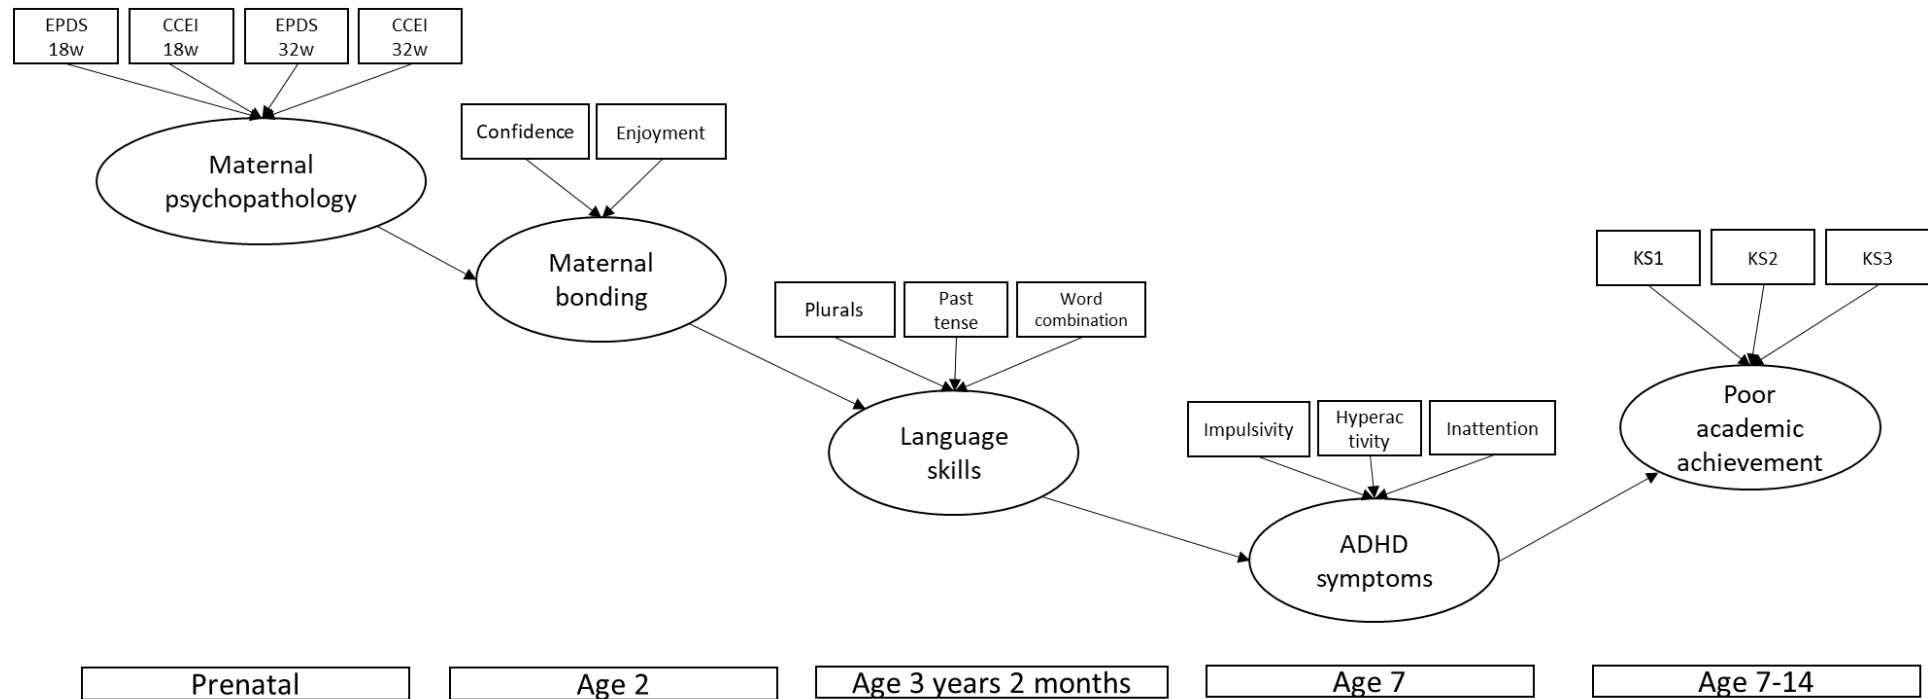 EPDS
18w
CCEI
18w
EPDS
32w
CCEI
32w
Maternal
psychopathology
Confidence
Enjoyment
Maternal
bonding
Plurals
Past
tense
Word
combination
Language
skills
Impulsivity
Hyperac
tivity
Inattention
ADHD
symptoms
KS1
KS2
KS3
Poor
academic
achievement
Prenatal
Age 2
Age 3 years 2 months
Age 7
Age 7-14